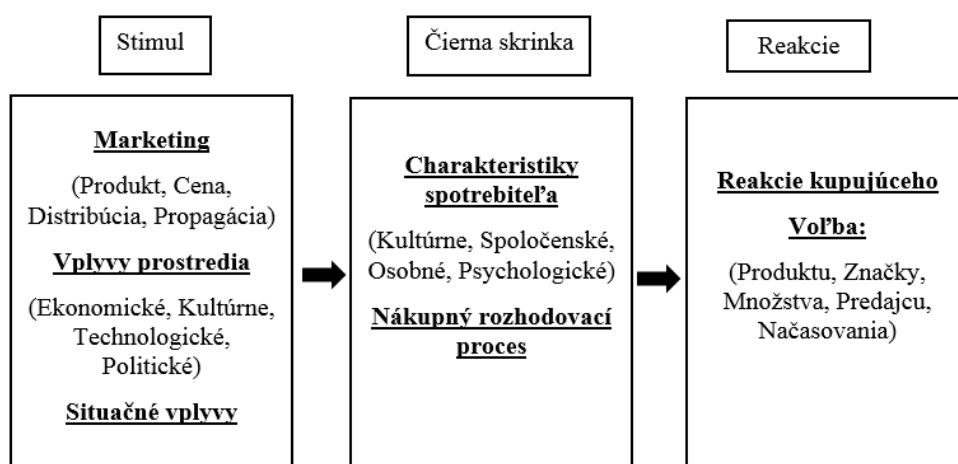 Stimul
Čierna skrinka
Reakcie
Marketing
(Produkt, Cena,
Distribúcia, Propagácia)
Vplyvy prostredia
(Ekonomické, Kultúrne,
Technologické,
Politické)
Situačné vplyvy
Charakteristiky
spotrebiteľa
(Kultúrne, Spoločenské,
Osobné, Psychologické)
Nákupný rozhodovací
proces
Reakcie kupujúceho
Voľba:
(Produktu, Značky,
Množstva, Predajcu,
Načasovania)